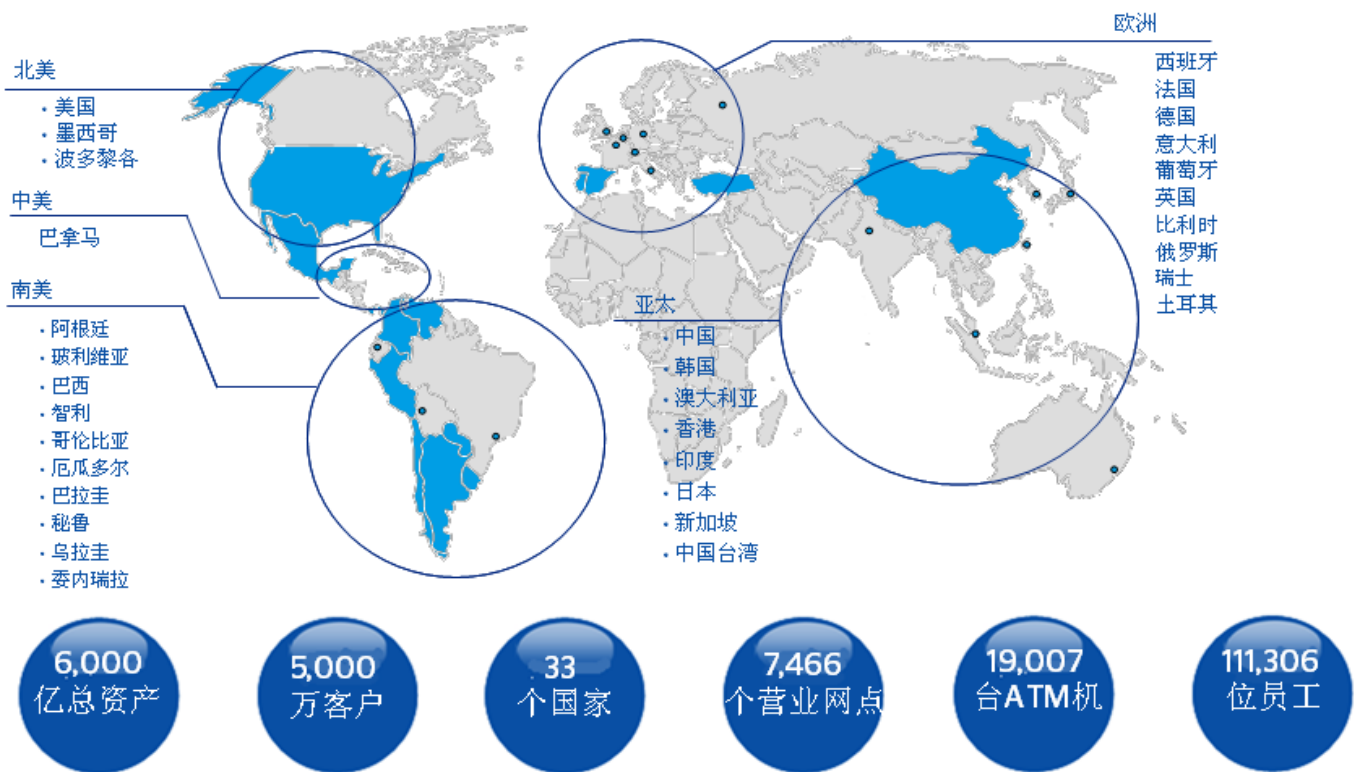 北美
· 美国
· 墨西哥
· 波多黎各
中美
巴拿马
南美
· 阿根廷
· 玻利维亚
· 巴西
· 智利
· 哥伦比亚
· 厄瓜多尔
· 巴拉圭
· 秘鲁
· 乌拉圭
· 委内瑞拉
欧洲
西班牙
法国
德国
意大利
葡萄牙
英国
比利时
俄罗斯
瑞士
土耳其
亚太
· 中国
· 韩国
· 澳大利亚
· 香港
· 印度
· 日本
· 新加坡
· 中国台湾
6,000
亿总资产
5,000
万客户
33
个国家
7,466
个营业网点
19,007
台ATM机
111,306
位员工